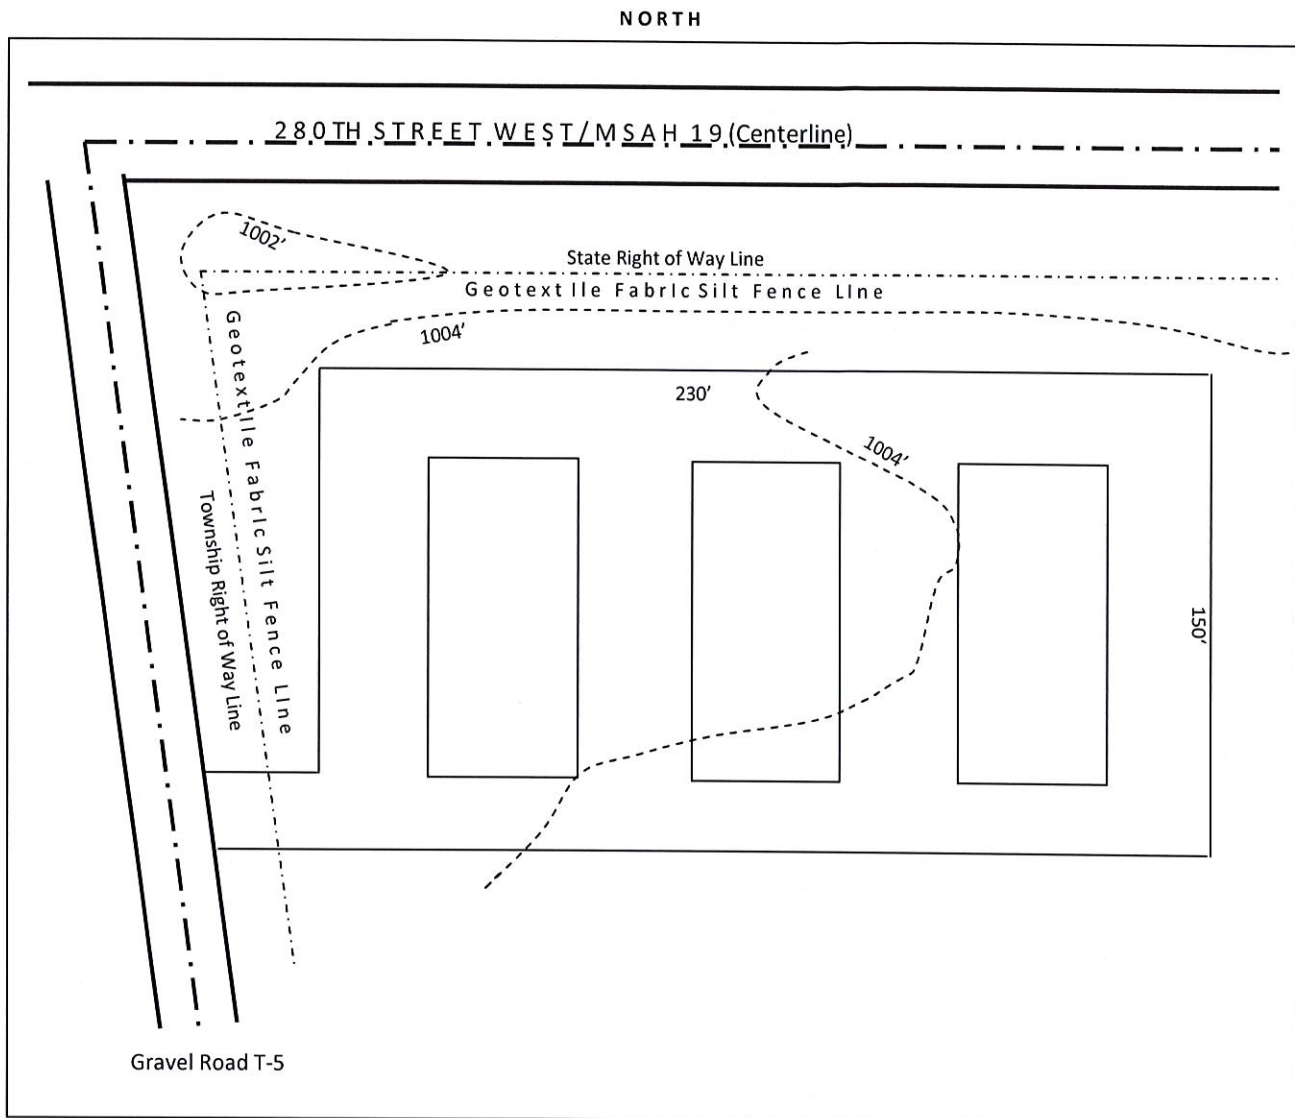 NORTH
280TH STREET WEST/MSAH 19 (Centerline)
1002'
State Right of Way Line
Geotextile Fabric Silt Fence Line
1004'
230'
1004'
Geotextile Fabric Silt Fence Line
Township Right of Way Line
150'
Gravel Road T-5